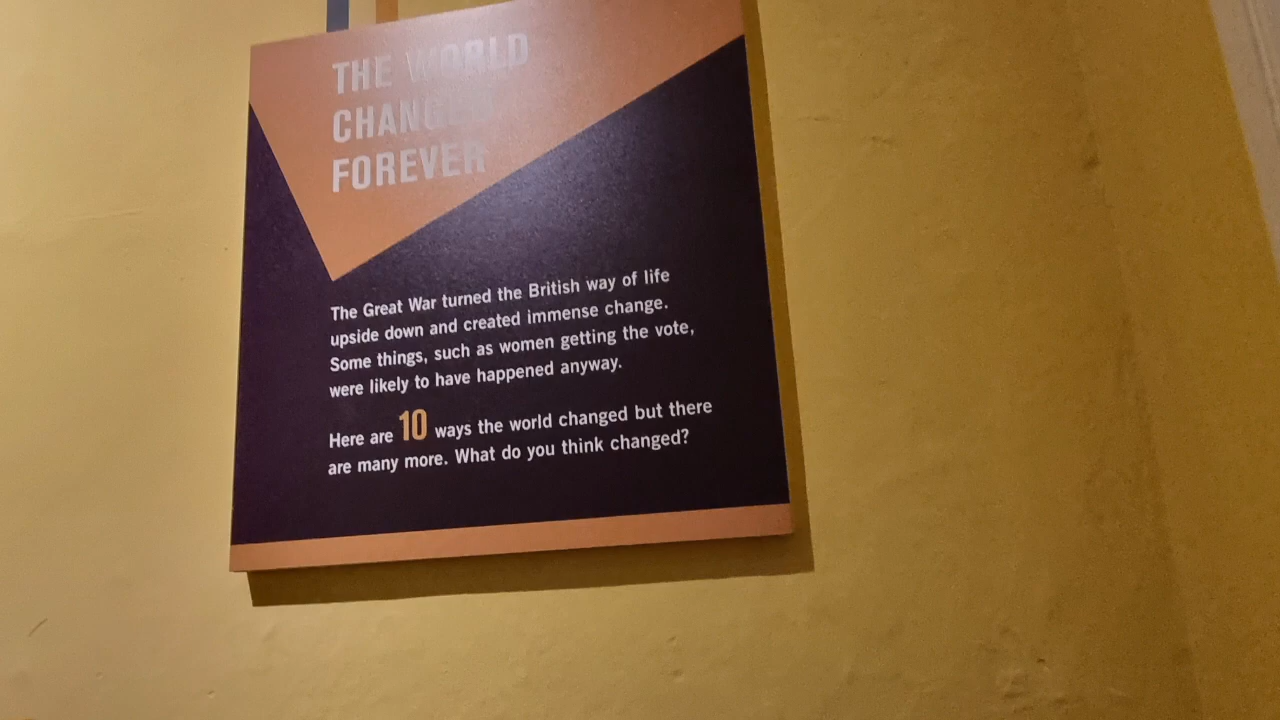 THE WORLD
CHANGED
FOREVER
The Great War turned the British way of life
upside down and created immense change.
Some things, such as women getting the vote,
were likely to have happened anyway.
Here are 10 ways the world changed but there
are many more. What do you think changed?